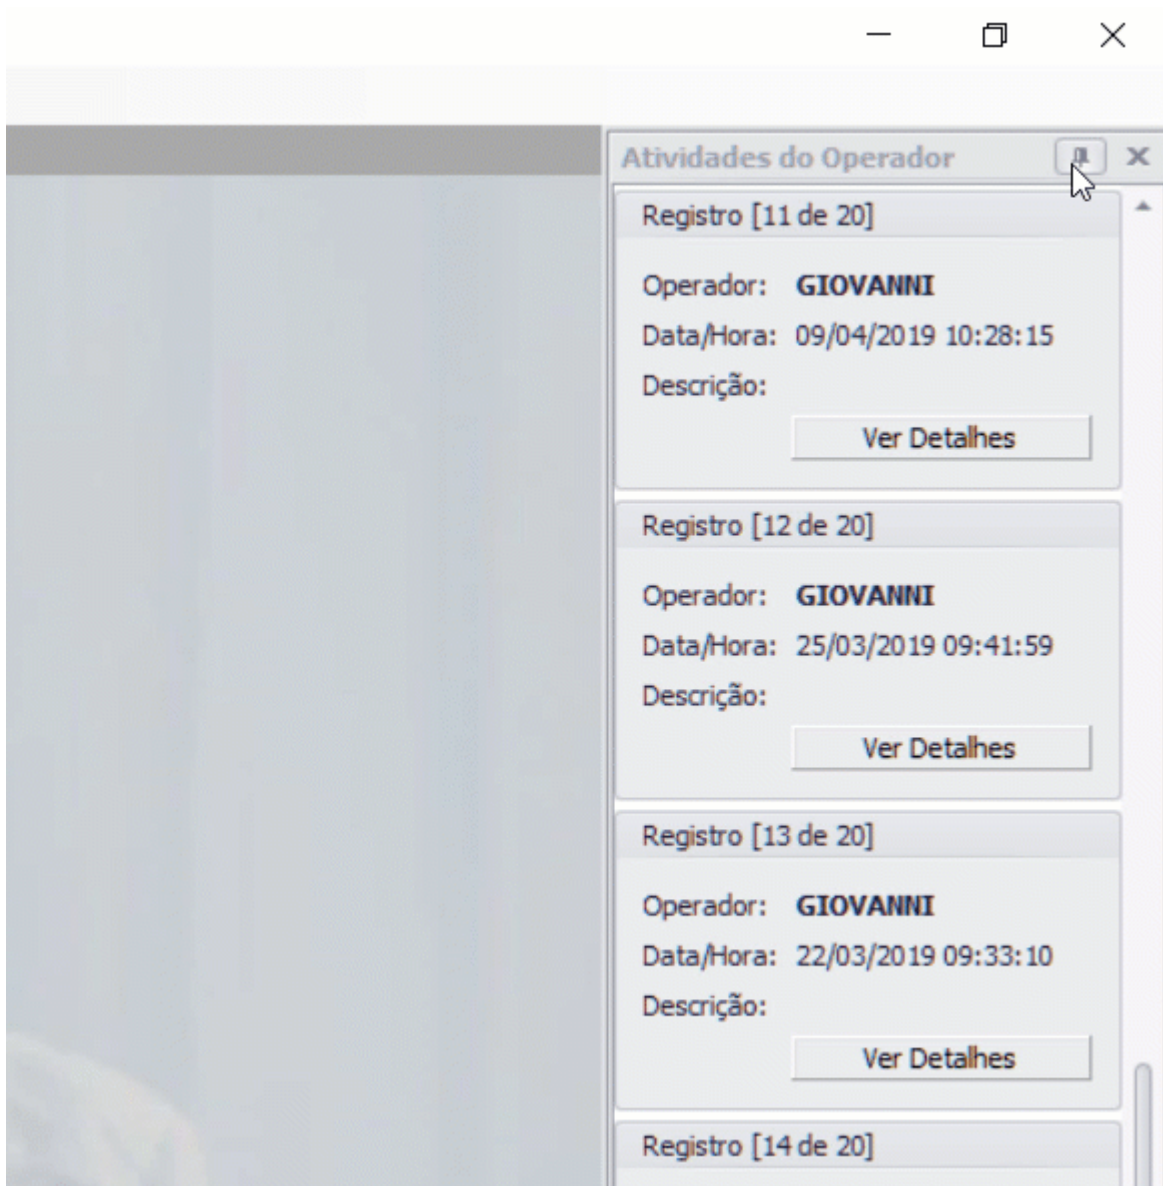 Atividades do Operador
Registro [11 de 20]
Operador: GIOVANNI
Data/Hora: 09/04/2019 10:28:15
Descrição:
Ver Detalhes
Registro [12 de 20]
Operador: GIOVANNI
Data/Hora: 25/03/2019 09:41:59
Descrição:
Ver Detalhes
Registro [13 de 20]
Operador: GIOVANNI
Data/Hora: 22/03/2019 09:33:10
Descrição:
Ver Detalhes
Registro [14 de 20]